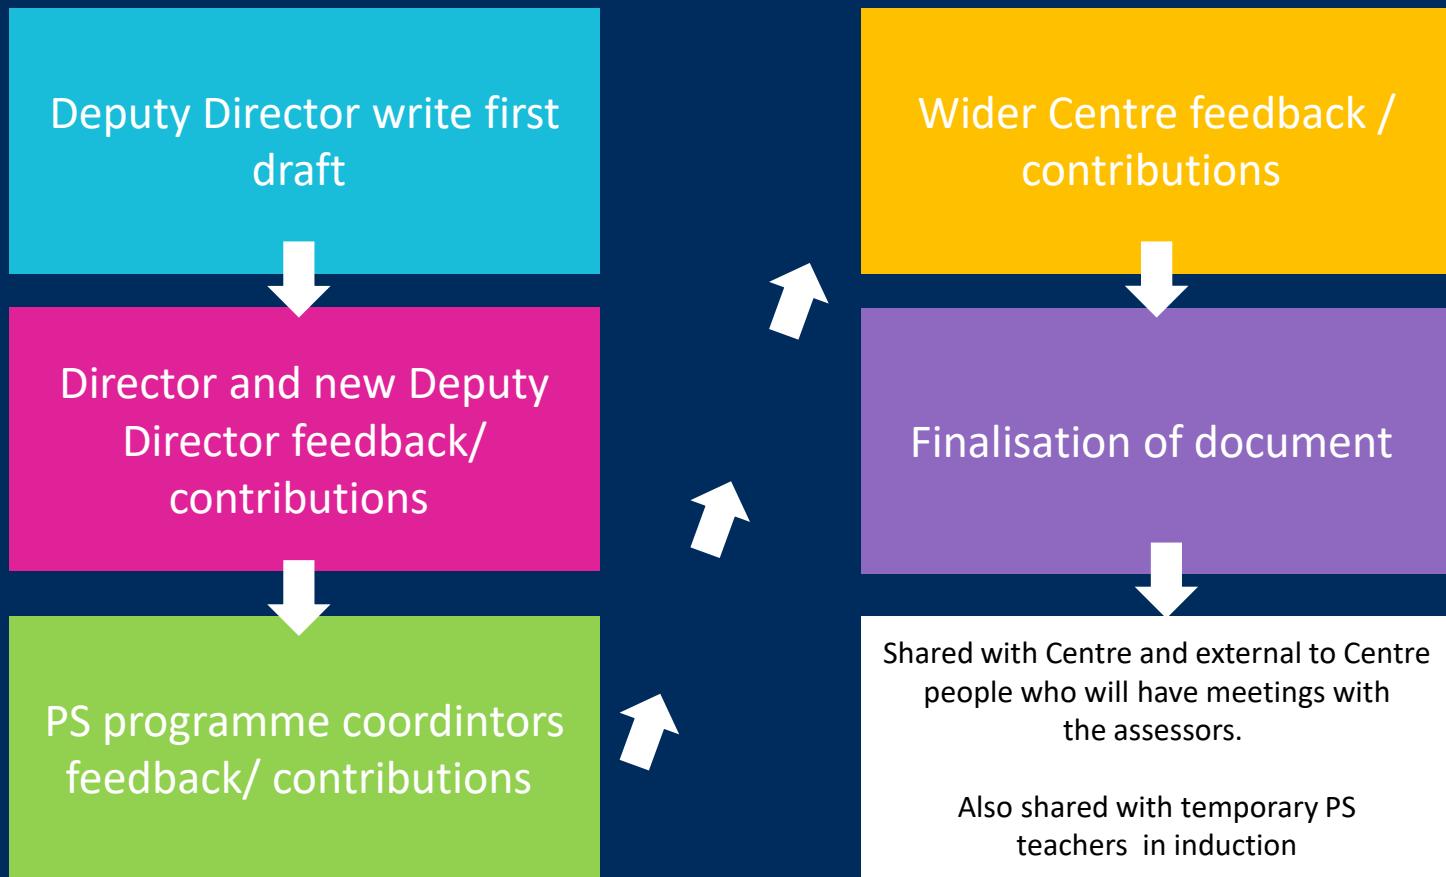 Deputy Director write first
draft
Director and new Deputy
Director feedback/
contributions
PS programme coordintors
feedback/ contributions
Wider Centre feedback /
contributions
Finalisation of document
Shared with Centre and external to Centre
people who will have meetings with
the assessors.
Also shared with temporary PS
teachers in induction